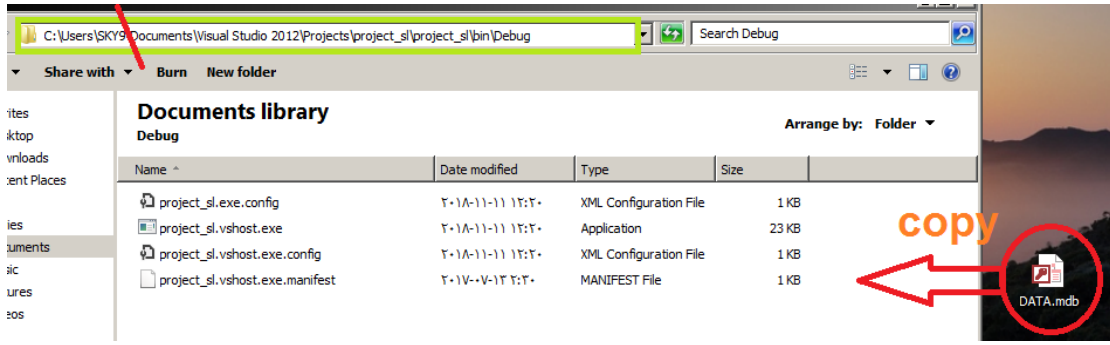 C:\Users\SKY9\Documents\Visual Studio 2012\Projects\project_sl\project_sl\bin\Debug
Search Debug
Share with
Burn
New folder
Documents library
Debug
Arrange by: Folder
Name
Date modified
Type
Size
project_sl.exe.config ٢٠١٨-١١-١١ ١٢:٢٠ XML Configuration File 1 KB
project_sl.vshost.exe ٢٠١٨-١١-١١ ١٢:٢٠ Application 23 KB
project_sl.vshost.exe.config ٢٠١٨-١١-١١ ١٢:٢٠ XML Configuration File 1 KB
project_sl.vshost.exe.manifest ٢٠١٧-٠٧-١٣ ٢:٣٠ MANIFEST File 1 KB
rites
sktop
wnloads
cent Places
ies
cuments
sic
tures
eos
copy
DATA.mdb